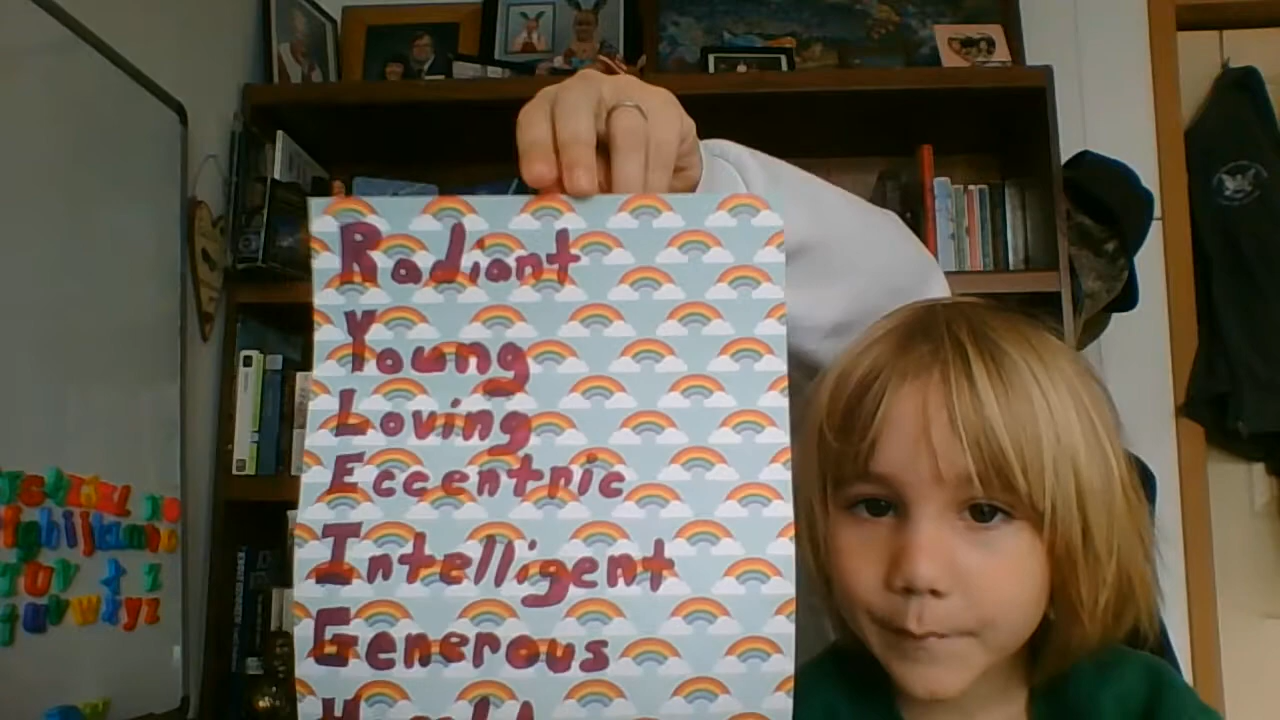 Radiant
Young
Loving
Eccentric
Intelligent
Generous